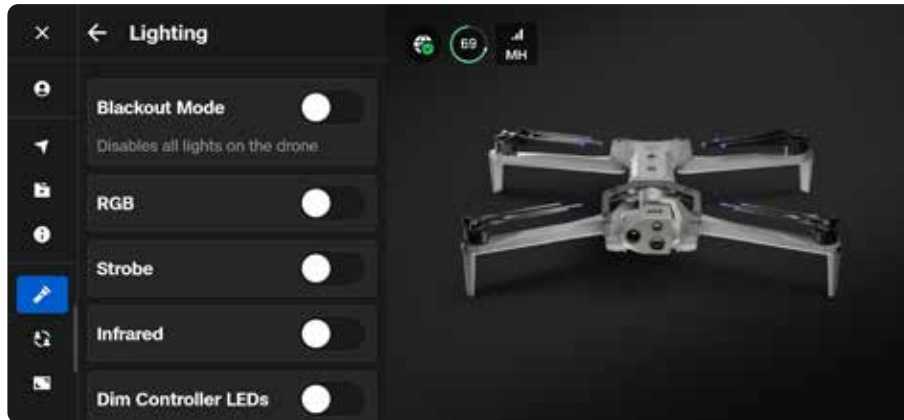 Lighting
69
MH
Blackout Mode
Disables all lights on the drone
RGB
Strobe
Infrared
Dim Controller LEDs